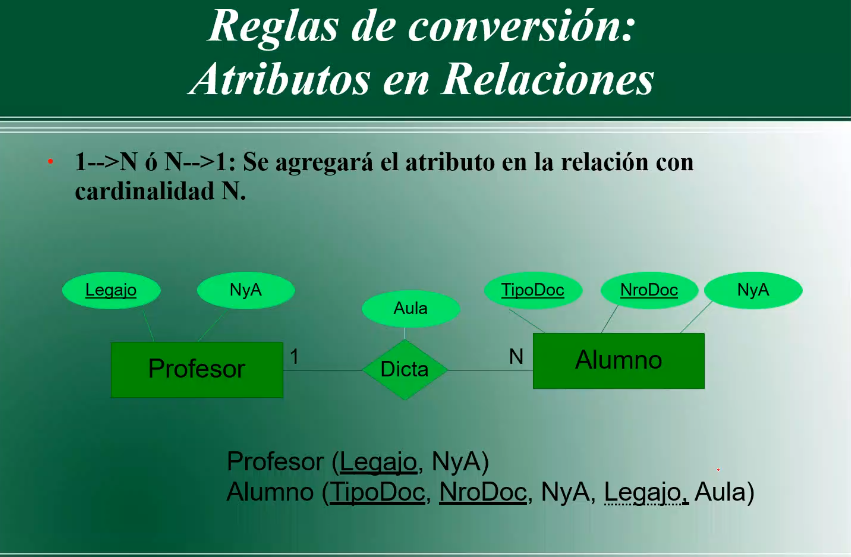 Reglas de conversión:
Atributos en Relaciones
1-->N ó N-->1: Se agregará el atributo en la relación con
cardinalidad N.
Legajo
NyA
Aula
TipoDoc
NroDoc
NyA
Profesor
1
Dicta
N
Alumno
Profesor (Legajo, NyA)
Alumno (TipoDoc, NroDoc, NyA, Legajo, Aula)